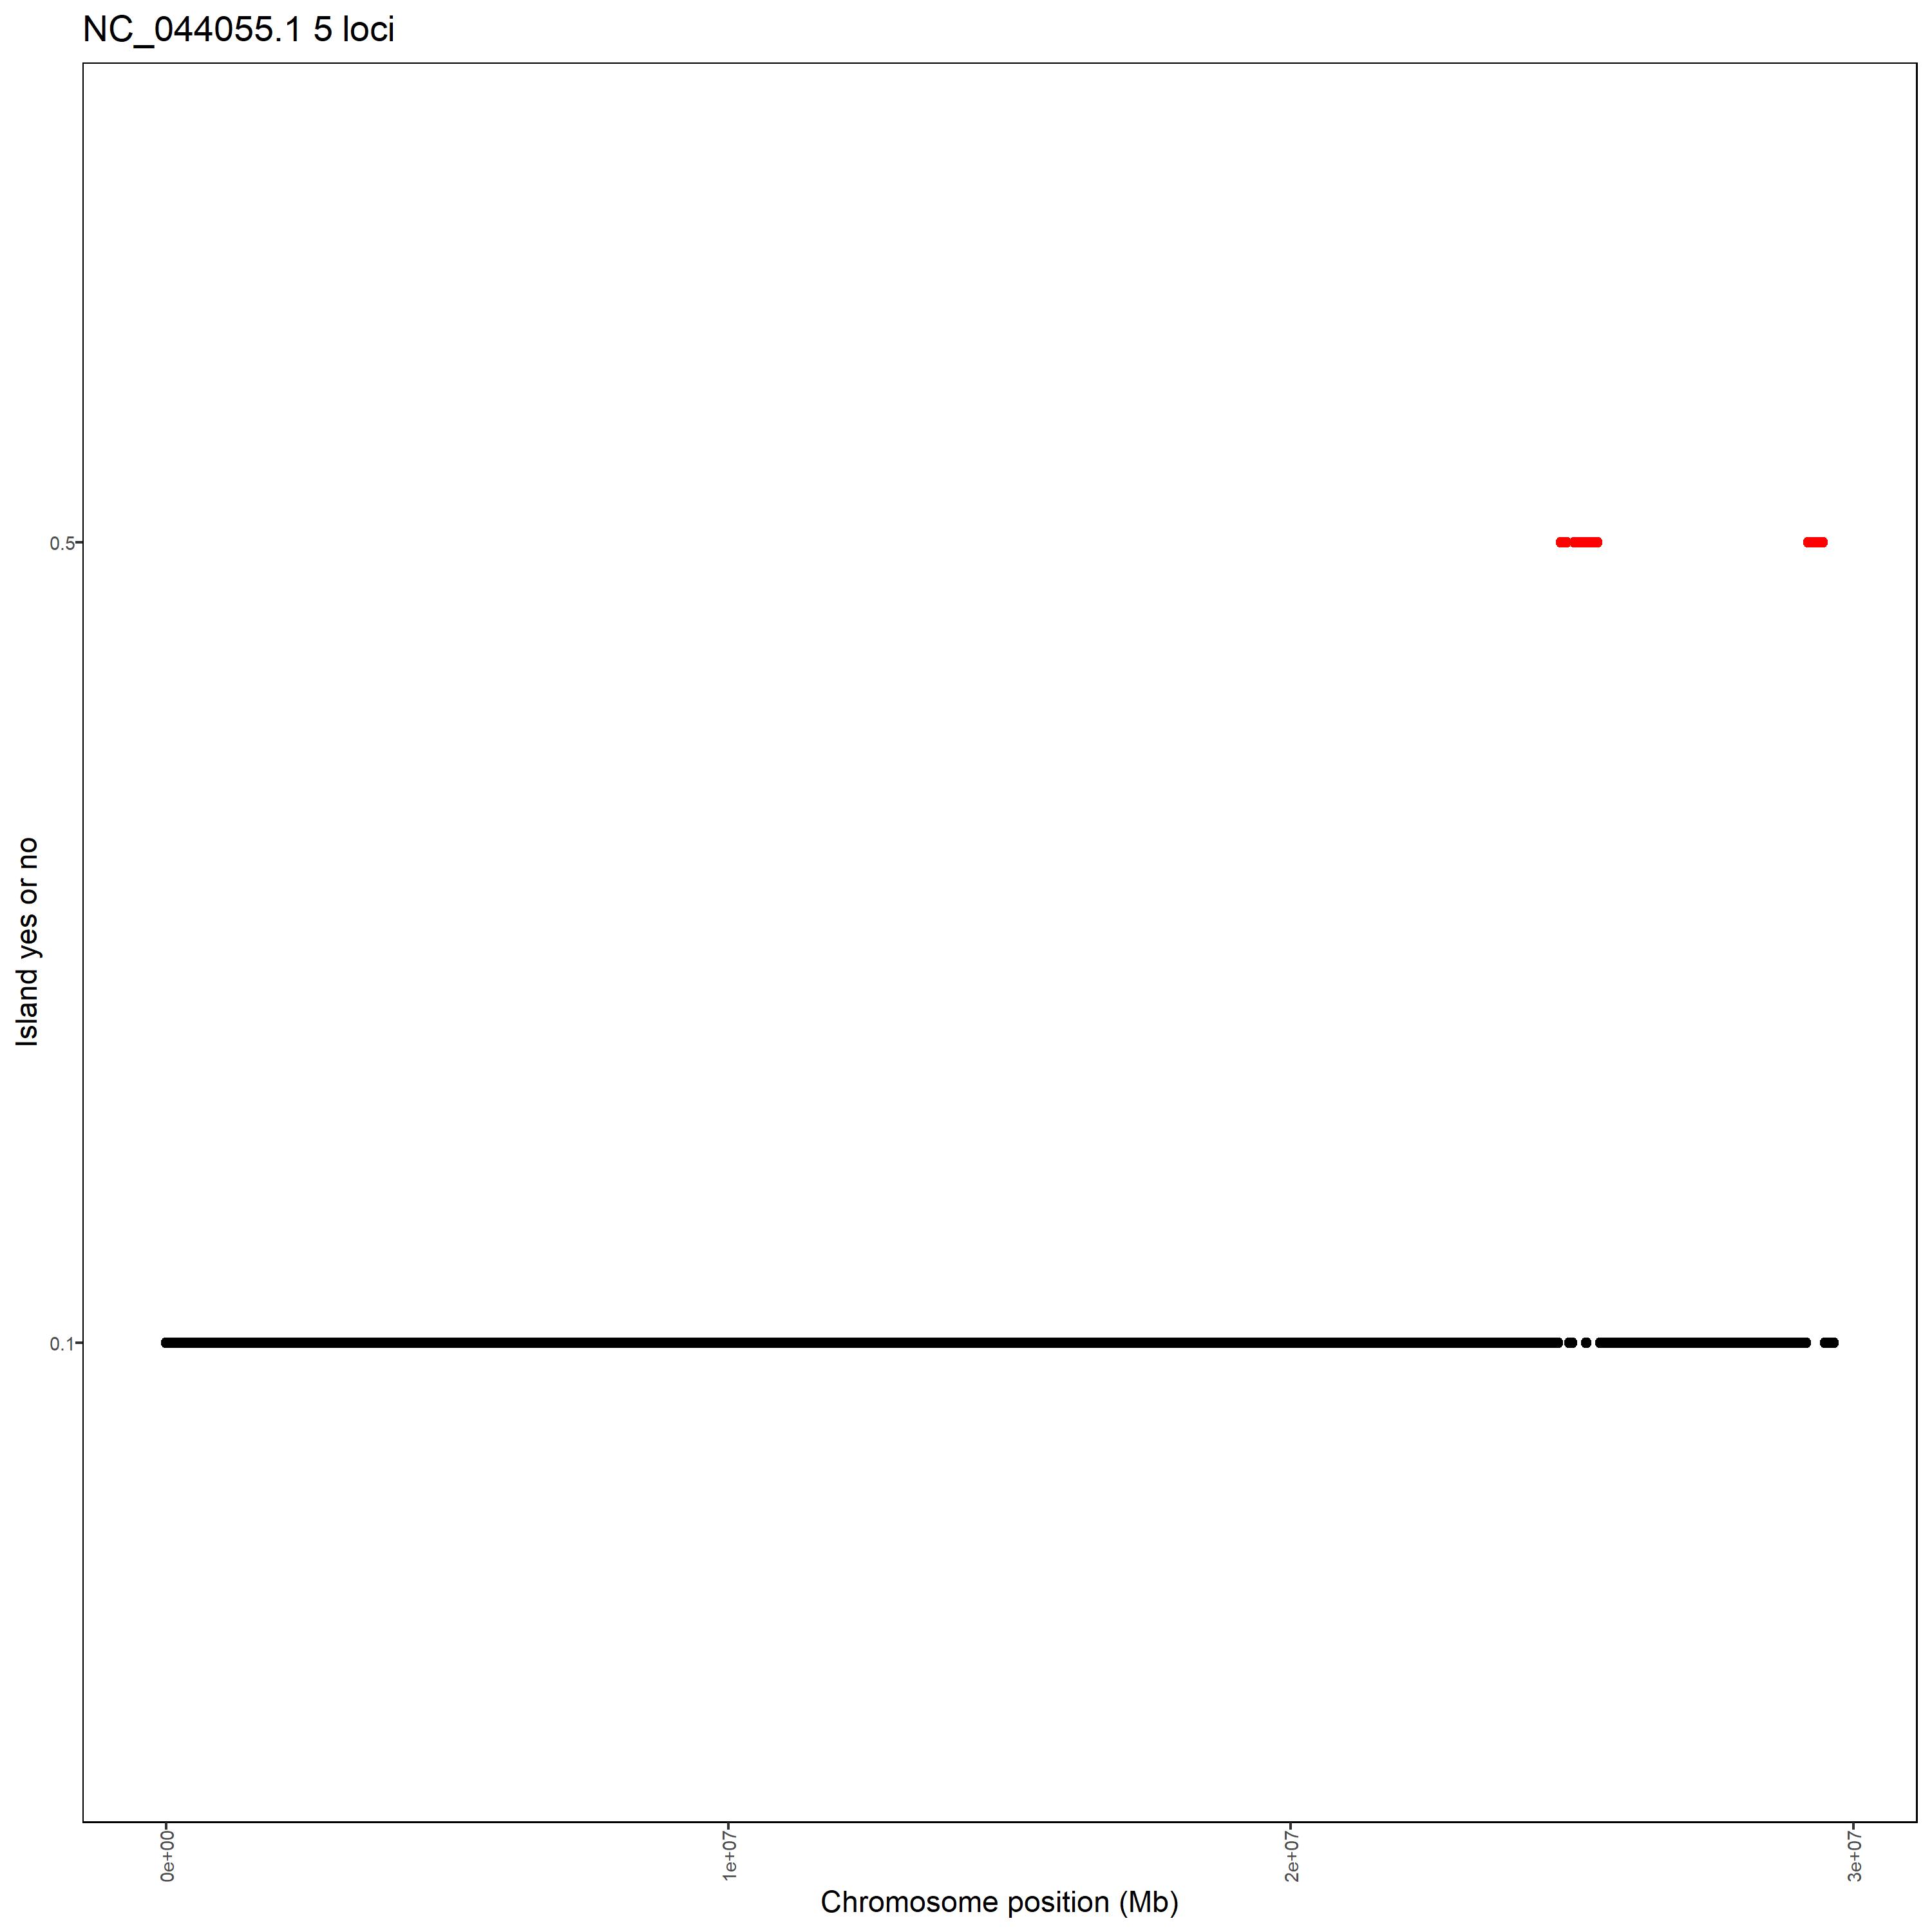 NC_044055.1 5 loci
Island yes or no
0.5
0.1
0e+00
1e+07
2e+07
3e+07
Chromosome position (Mb)